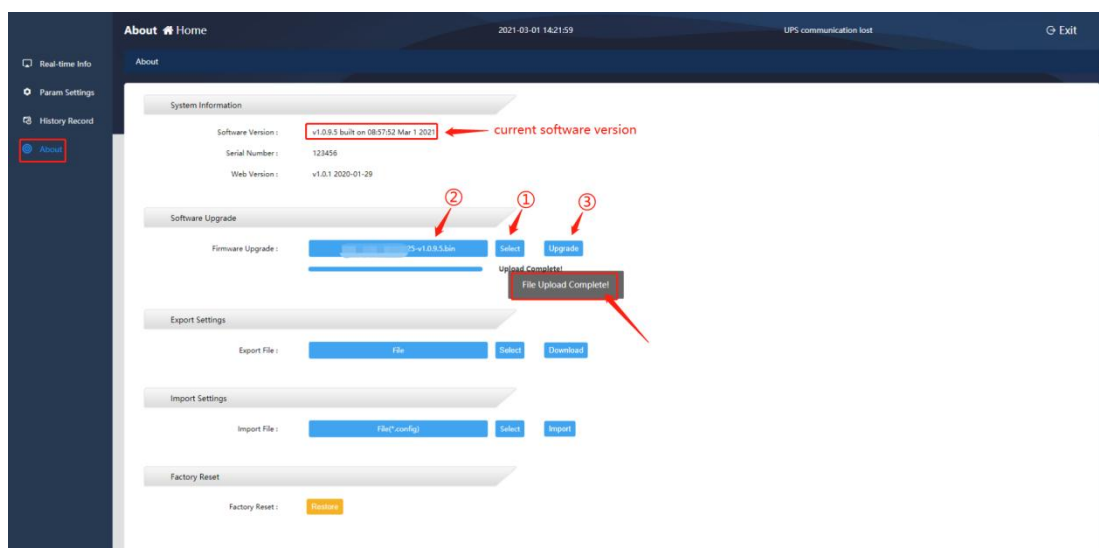 About Home 2021-03-01 14:21:59 UPS communication lost Exit
Real-time Info
Param Settings
History Record
About
About
System Information
Software Version : v1.0.9.5 built on 08:57:52 Mar 1 2021 current software version
Serial Number : 123456
Web Version : v1.0.1 2020-01-29
② ① ③
Software Upgrade
Firmware Upgrade : 25-v1.0.9.5.bin Select Upgrade
Upload Complete!
File Upload Complete!
Export Settings
Export File : File Select Download
Import Settings
Import File : File(*.config) Select Import
Factory Reset
Factory Reset : Restore